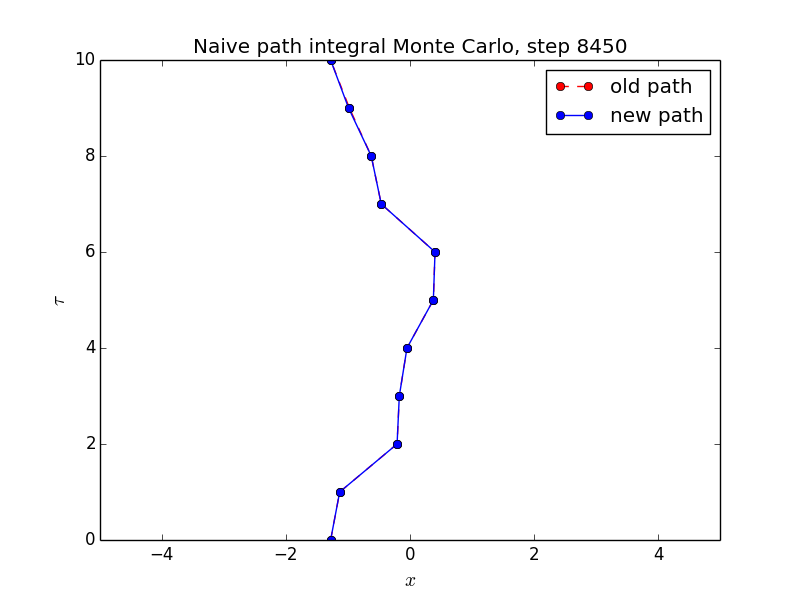 Naive path integral Monte Carlo, step 8450
old path
new path
10
8
6
4
2
0
τ
−4 −2 0 2 4
x